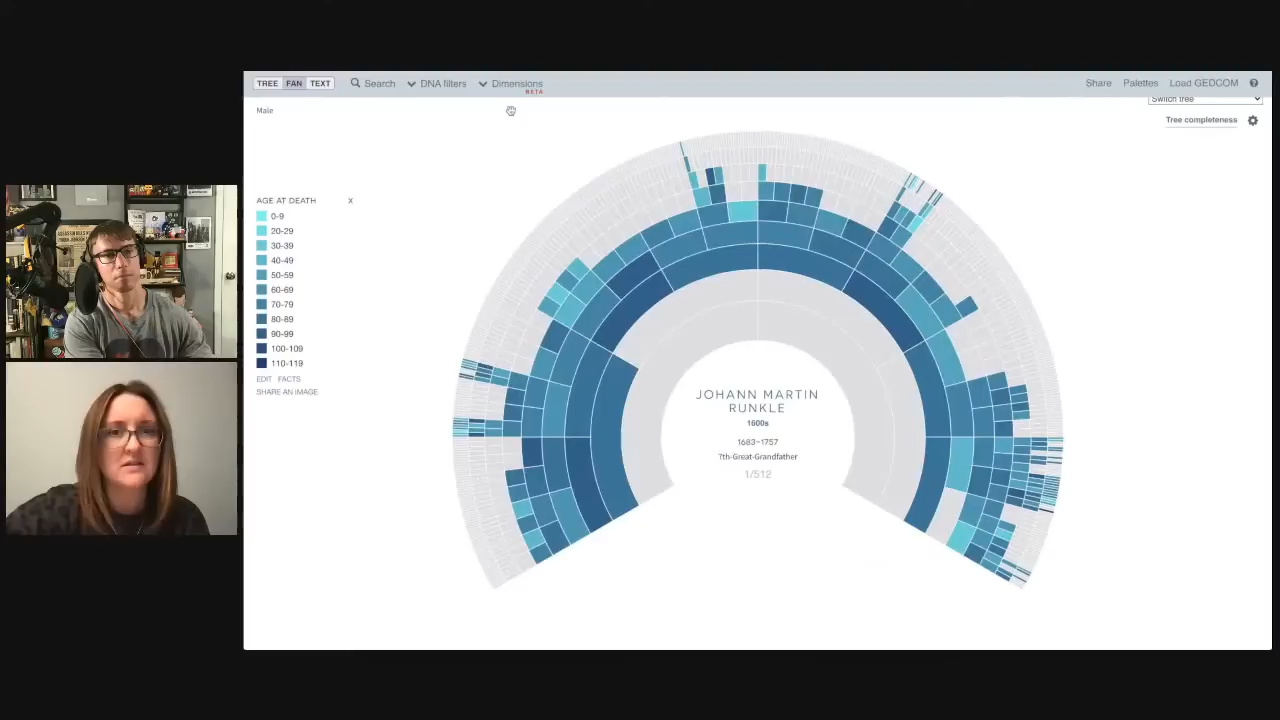 TREE FAN TEXT Search DNA filters Dimensions Share Palettes Load GEDCOM ?
BETA
Switch tree
Male
Tree completeness
AGE AT DEATH X
0-9
20-29
30-39
40-49
50-59
60-69
70-79
80-89
90-99
100-109
110-119
EDIT FACTS
SHARE AN IMAGE
JOHANN MARTIN
RUNKLE
1600s
1683–1757
7th-Great-Grandfather
1/512